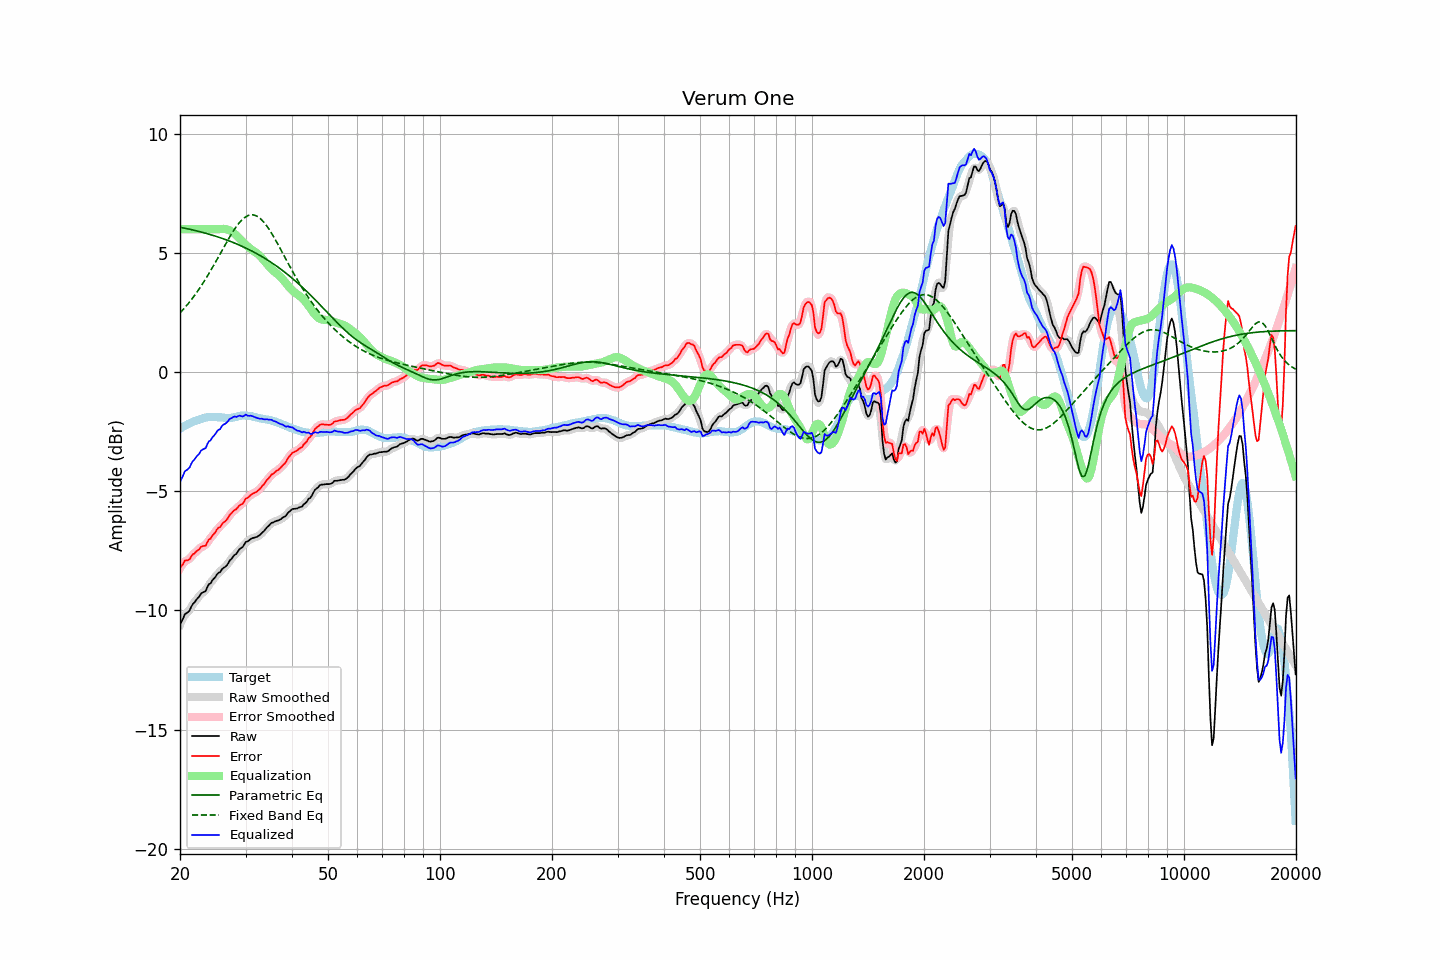 Verum One
Amplitude (dBr)
10
5
0
−5
−10
−15
−20
Target
Raw Smoothed
Error Smoothed
Raw
Error
Equalization
Parametric Eq
Fixed Band Eq
Equalized
20 50 100 200 500 1000 2000 5000 10000 20000
Frequency (Hz)